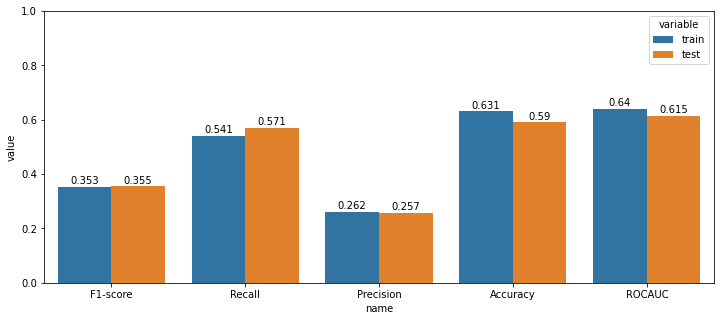 1.0
0.8
0.6
0.4
0.2
0.0
value
variable
train
test
0.353
0.355
0.541
0.571
0.262
0.257
0.631
0.59
0.64
0.615
F1-score
Recall
Precision
Accuracy
ROCAUC
name